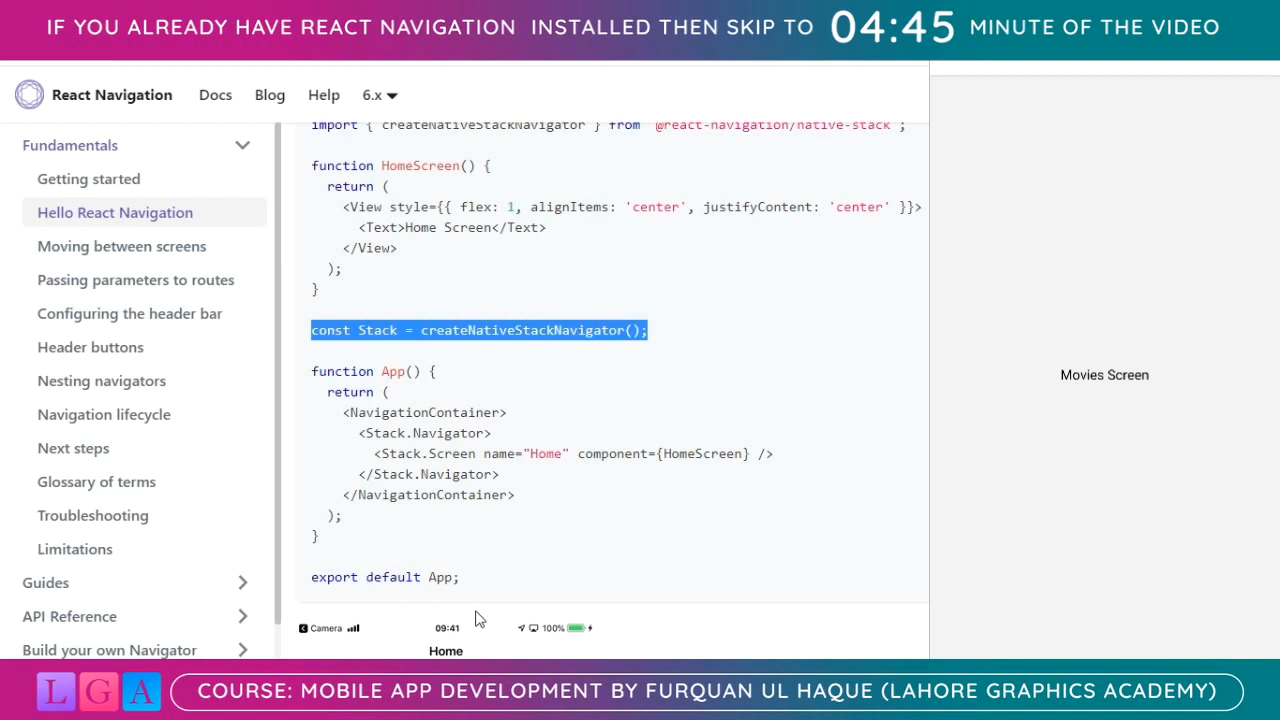 IF YOU ALREADY HAVE REACT NAVIGATION INSTALLED THEN SKIP TO 04:45 MINUTE OF THE VIDEO
React Navigation Docs Blog Help 6.x
Fundamentals
Getting started
Hello React Navigation
Moving between screens
Passing parameters to routes
Configuring the header bar
Header buttons
Nesting navigators
Navigation lifecycle
Next steps
Glossary of terms
Troubleshooting
Limitations
Guides
API Reference
Build your own Navigator
import { createNativeStackNavigator } from '@react-navigation/native-stack';
function HomeScreen() {
return (
<View style={{ flex: 1, alignItems: 'center', justifyContent: 'center' }}>
<Text>Home Screen</Text>
</View>
);
}
const Stack = createNativeStackNavigator();
function App() {
return (
<NavigationContainer>
<Stack.Navigator>
<Stack.Screen name="Home" component={HomeScreen} />
</Stack.Navigator>
</NavigationContainer>
);
}
export default App;
Camera 09:41 100%
Home
Movies Screen
LGA COURSE: MOBILE APP DEVELOPMENT BY FURQUAN UL HAQUE (LAHORE GRAPHICS ACADEMY)